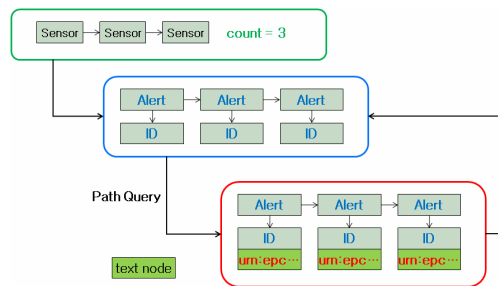 Sensor Sensor Sensor count = 3
Alert Alert Alert
ID ID ID
Path Query
Alert Alert Alert
ID ID ID
urn:epc… urn:epc… urn:epc…
text node